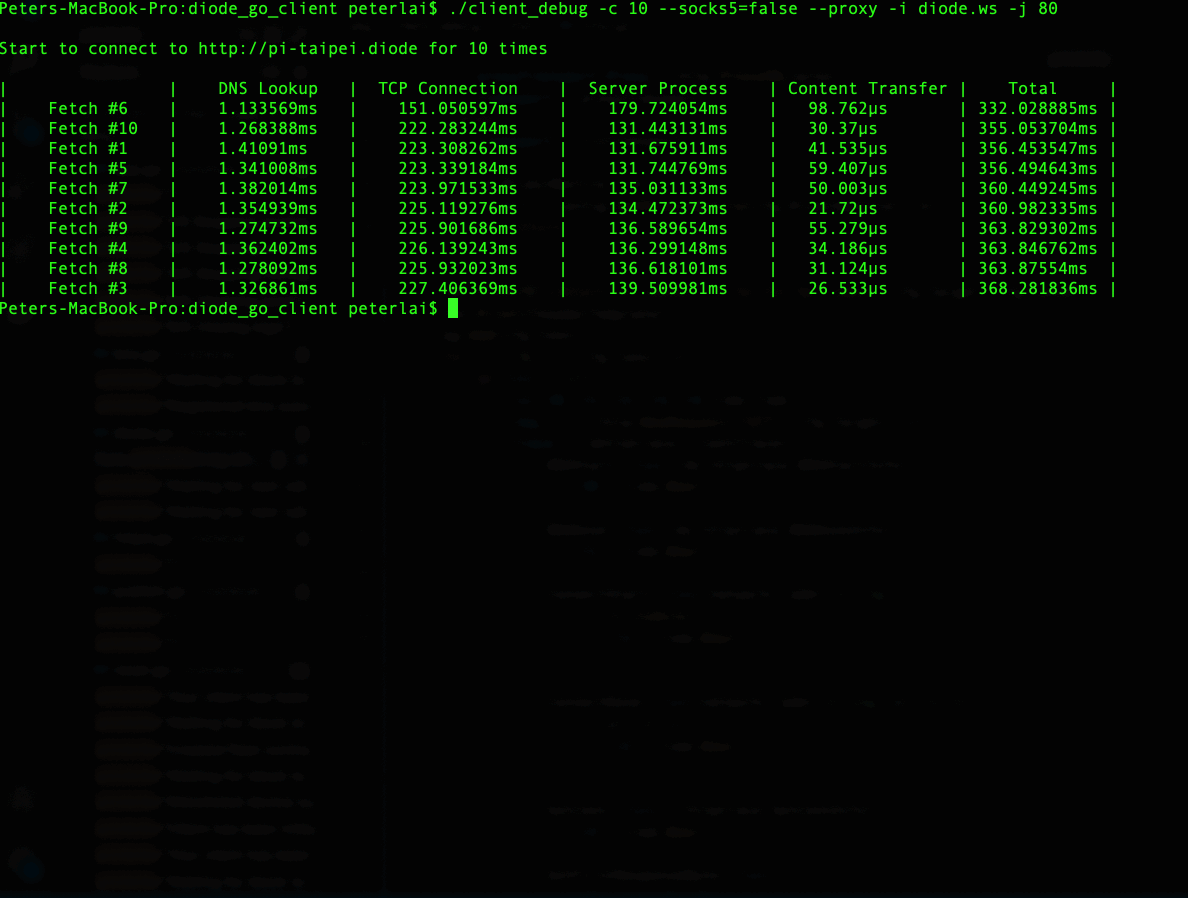 Peters-MacBook-Pro:diode_go_client peterlai$ ./client_debug -c 10 --socks5=false --proxy -i diode.ws -j 80
Start to connect to http://pi-taipei.diode for 10 times
| | DNS Lookup | TCP Connection | Server Process | Content Transfer | Total |
| Fetch #6 | 1.133569ms | 151.050597ms | 179.724054ms | 98.762µs | 332.028885ms |
| Fetch #10 | 1.268388ms | 222.283244ms | 131.443131ms | 30.37µs | 355.053704ms |
| Fetch #1 | 1.41091ms | 223.308262ms | 131.675911ms | 41.535µs | 356.453547ms |
| Fetch #5 | 1.341008ms | 223.339184ms | 131.744769ms | 59.407µs | 356.494643ms |
| Fetch #7 | 1.382014ms | 223.971533ms | 135.031133ms | 50.003µs | 360.449245ms |
| Fetch #2 | 1.354939ms | 225.119276ms | 134.472373ms | 21.72µs | 360.982335ms |
| Fetch #9 | 1.274732ms | 225.901686ms | 136.589654ms | 55.279µs | 363.829302ms |
| Fetch #4 | 1.362402ms | 226.139243ms | 136.299148ms | 34.186µs | 363.846762ms |
| Fetch #8 | 1.278092ms | 225.932023ms | 136.618101ms | 31.124µs | 363.87554ms |
| Fetch #3 | 1.326861ms | 227.406369ms | 139.509981ms | 26.533µs | 368.281836ms |
Peters-MacBook-Pro:diode_go_client peterlai$